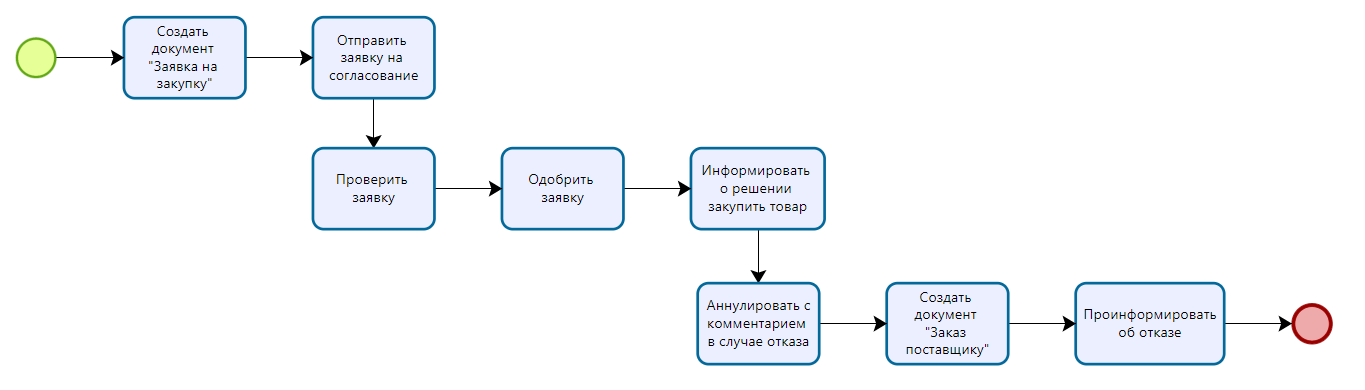 Создать
документ
"Заявка на
закупку"
Отправить
заявку на
согласование
Проверить
заявку
Одобрить
заявку
Информировать
о решении
закупить товар
Аннулировать с
комментарием
в случае отказа
Создать
документ
"Заказ
поставщику"
Проинформировать
об отказе